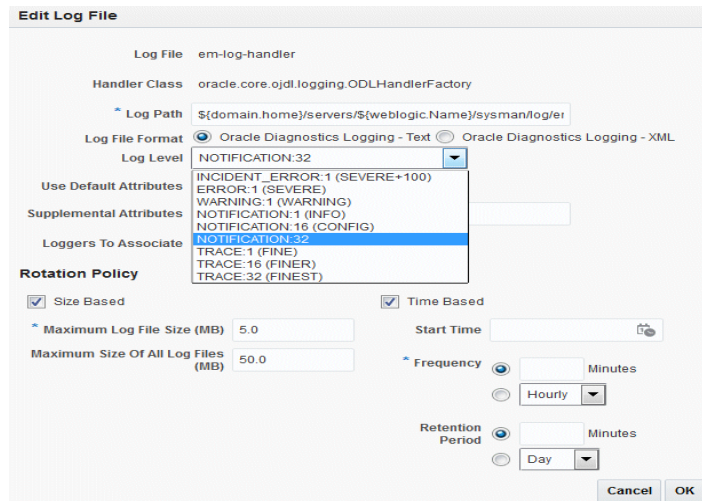 Edit Log File
Log File em-log-handler
Handler Class oracle.core.ojdl.logging.ODLHandlerFactory
* Log Path ${domain.home}/servers/${weblogic.Name}/sysman/log/er
Log File Format Oracle Diagnostics Logging - Text Oracle Diagnostics Logging - XML
Log Level NOTIFICATION:32
INCIDENT_ERROR:1 (SEVERE+100)
ERROR:1 (SEVERE)
WARNING:1 (WARNING)
NOTIFICATION:1 (INFO)
NOTIFICATION:16 (CONFIG)
NOTIFICATION:32
TRACE:1 (FINE)
TRACE:16 (FINER)
TRACE:32 (FINEST)
Use Default Attributes
Supplemental Attributes
Loggers To Associate
Rotation Policy
Size Based
* Maximum Log File Size (MB) 5.0
Maximum Size Of All Log Files (MB) 50.0
Time Based
Start Time
* Frequency Minutes
Hourly
Retention Period Minutes
Day
Cancel OK